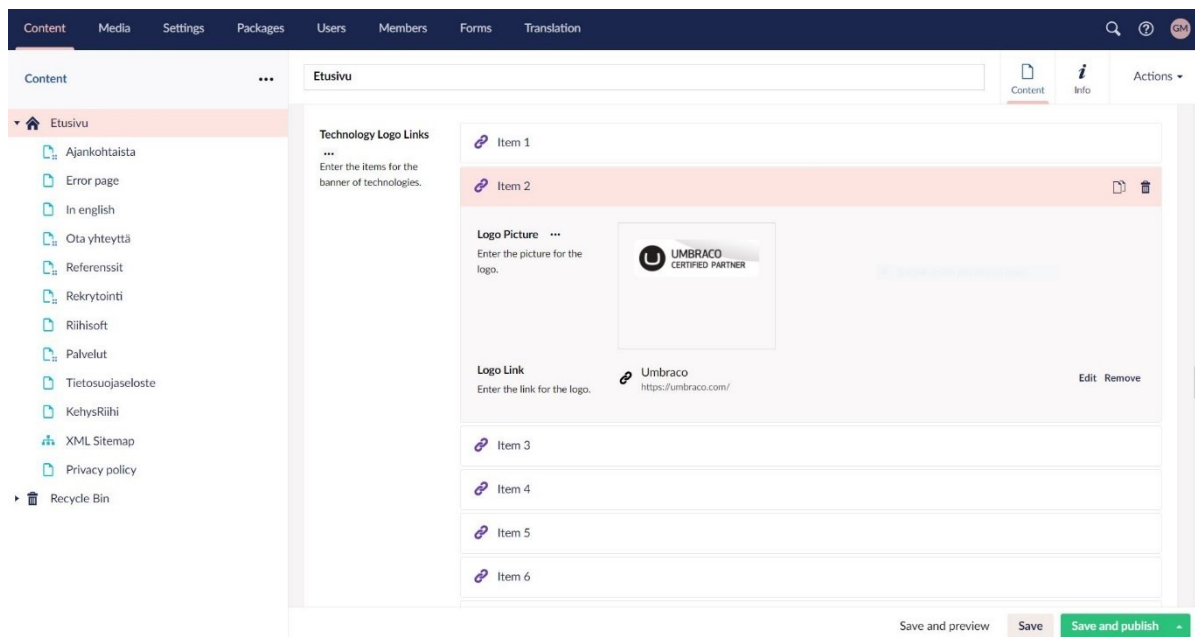 Content Media Settings Packages Users Members Forms Translation GM
Content
Etusivu
Content
Info
Actions
Etusivu
Ajankohtaista
Error page
In english
Ota yhteyttä
Referenssit
Rekrytointi
Riihisoft
Palvelut
Tietosuojaseloste
KehysRiihi
XML Sitemap
Privacy policy
Recycle Bin
Technology Logo Links
Enter the items for the
banner of technologies.
Item 1
Item 2
Logo Picture
Enter the picture for the
logo.
UMBRACO
CERTIFIED PARTNER
Logo Link
Enter the link for the logo.
Umbraco
https://umbraco.com/
Edit Remove
Item 3
Item 4
Item 5
Item 6
Save and preview Save Save and publish